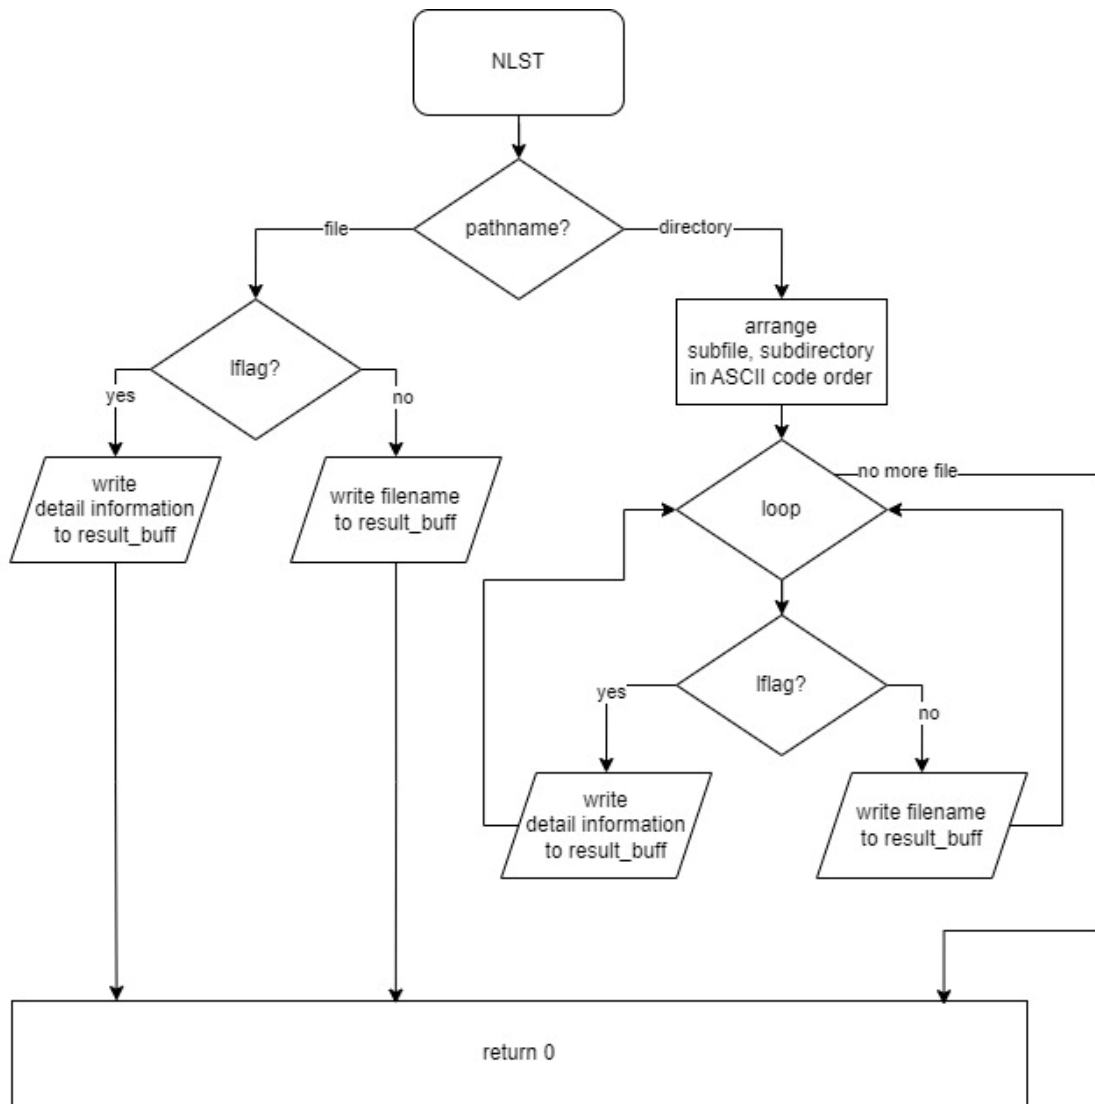 NLST
pathname?
file
directory
lflag?
arrange
subfile, subdirectory
in ASCII code order
yes
no
write
detail information
to result_buff
write filename
to result_buff
no more file
loop
lflag?
yes
no
write
detail information
to result_buff
write filename
to result_buff
return 0